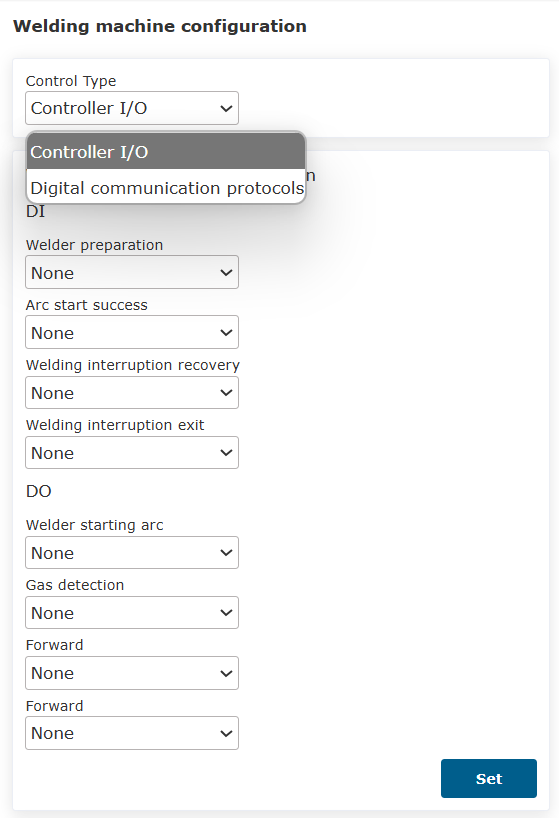 Welding machine configuration
Control Type
Controller I/O
Controller I/O
Digital communication protocols
DI
Welder preparation
None
Arc start success
None
Welding interruption recovery
None
Welding interruption exit
None
DO
Welder starting arc
None
Gas detection
None
Forward
None
Forward
None
Set